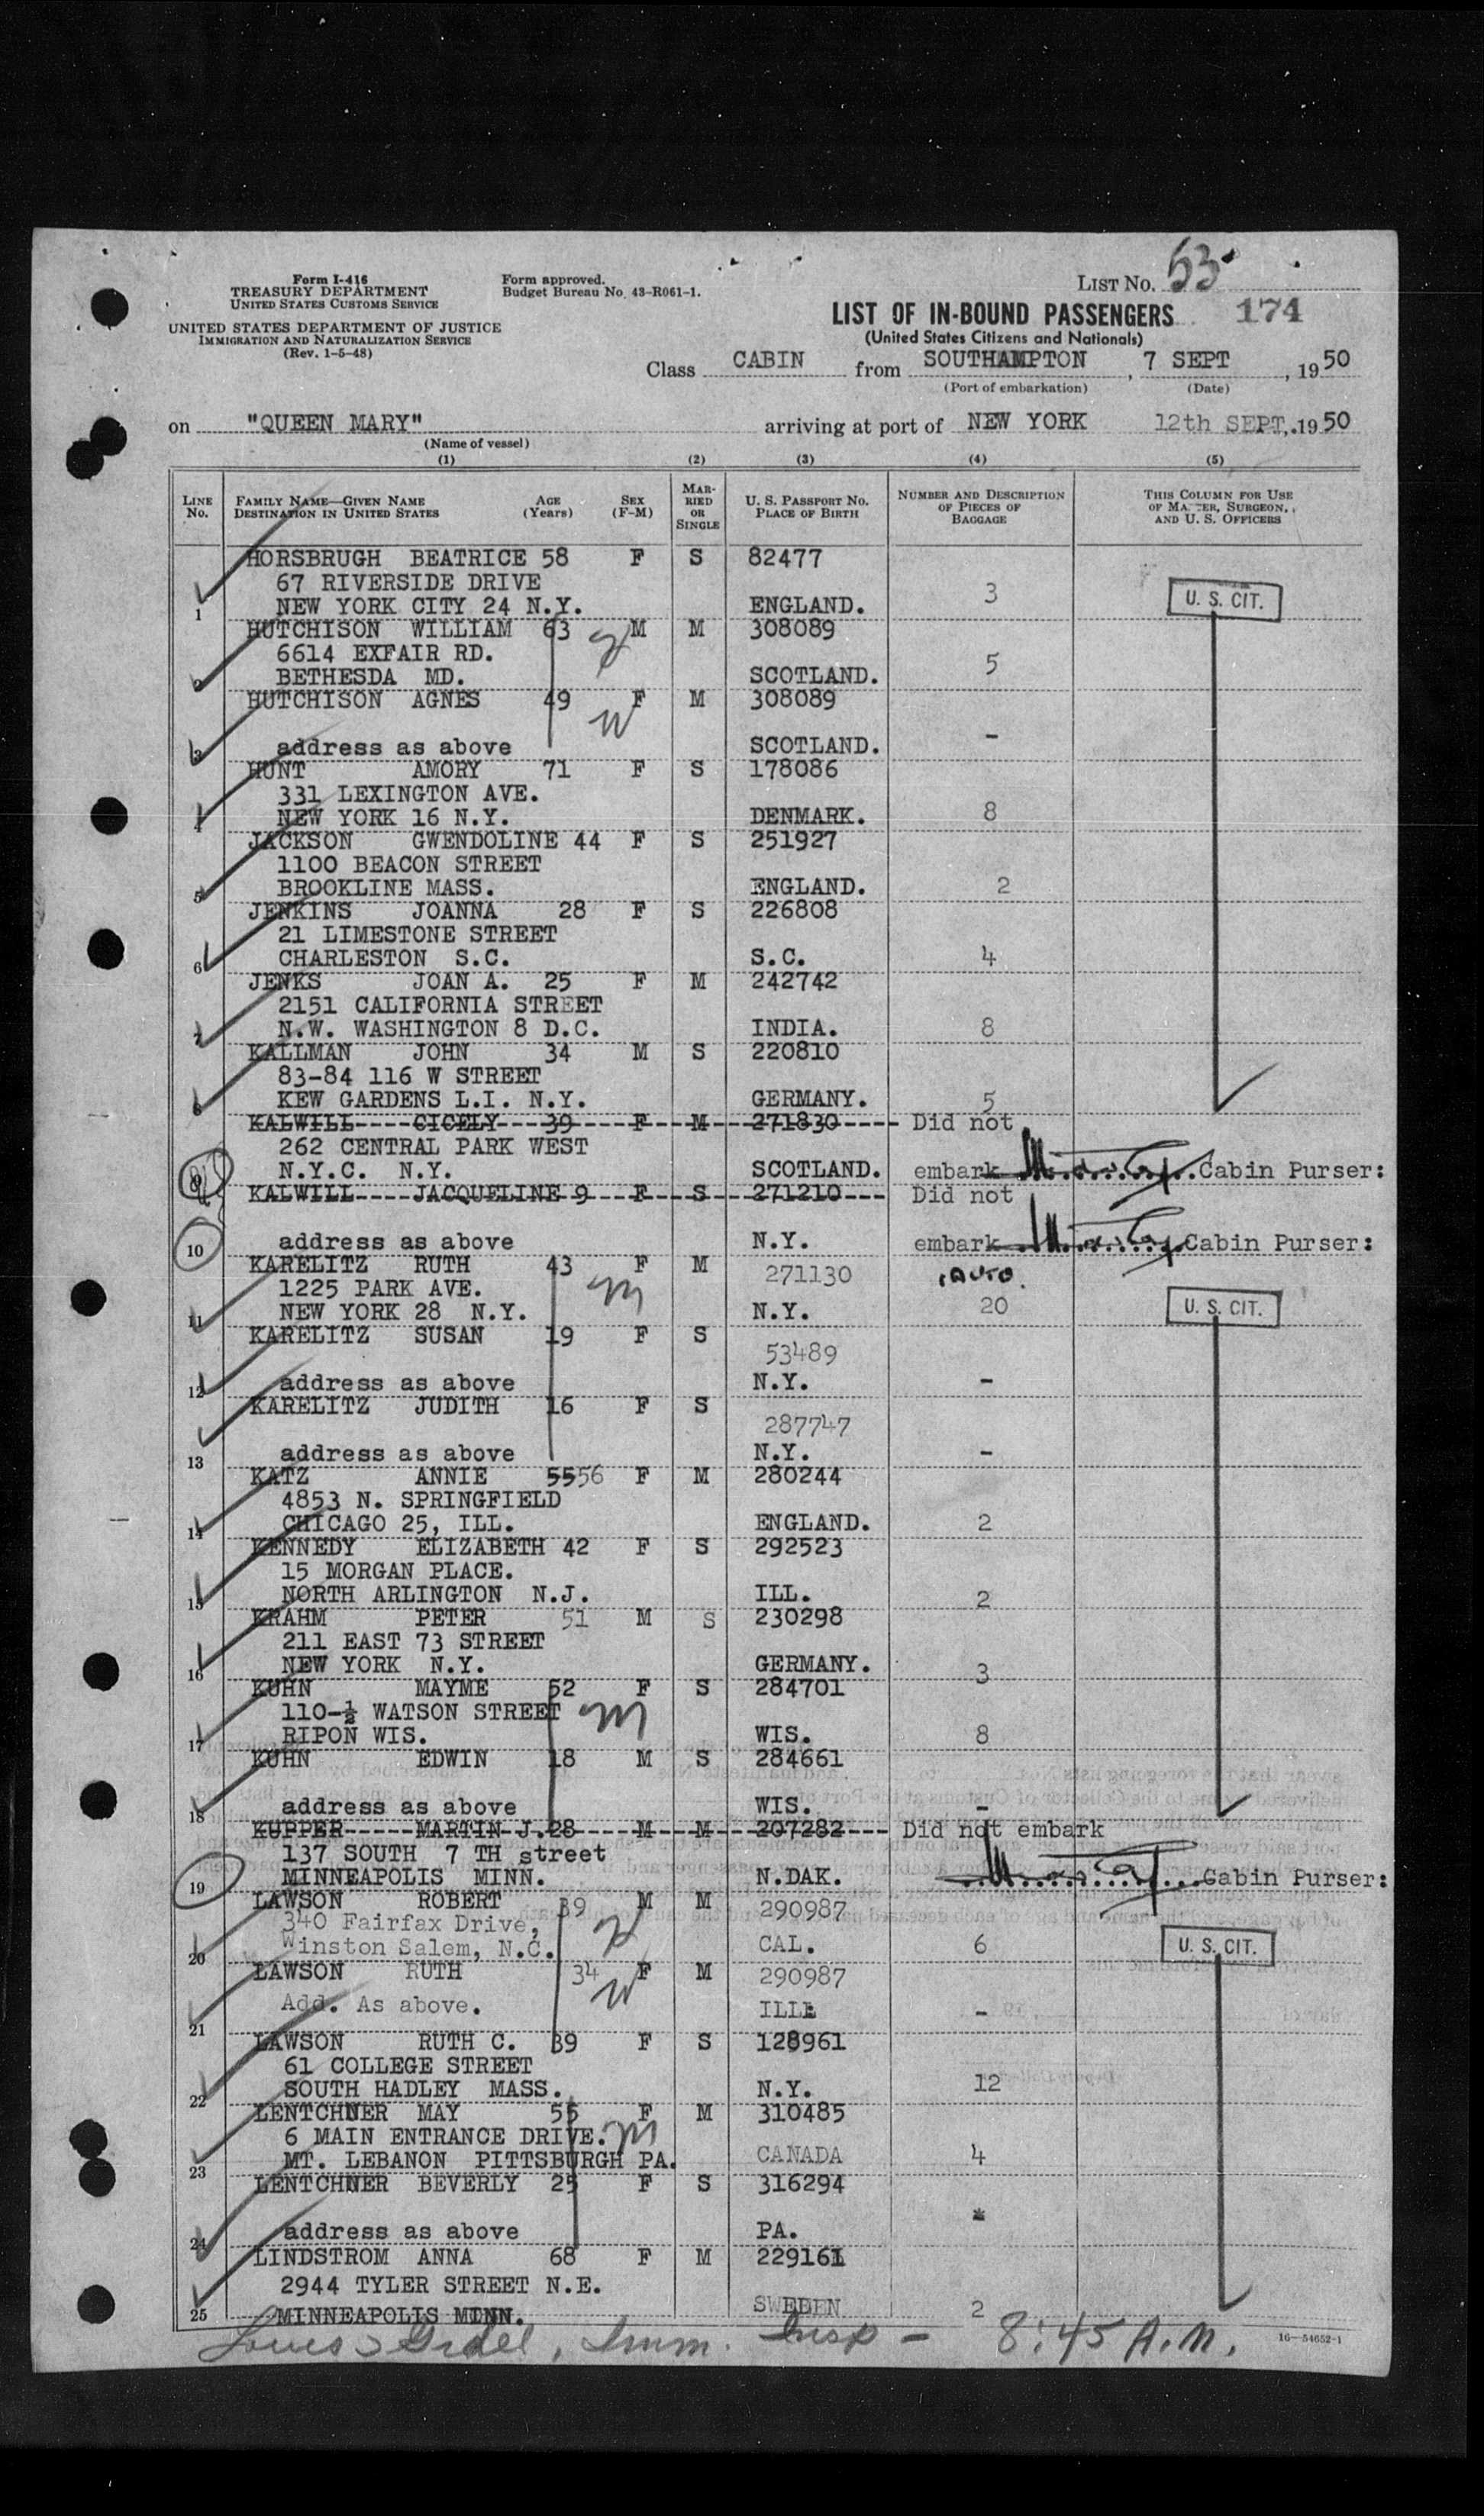 Form I-416
TREASURY DEPARTMENT
UNITED STATES CUSTOMS SERVICE
UNITED STATES DEPARTMENT OF JUSTICE
IMMIGRATION AND NATURALIZATION SERVICE
(Rev. 1-5-48)
Form approved.
Budget Bureau No. 43-R061-1.
LIST No. 53
LIST OF IN-BOUND PASSENGERS 174
(United States Citizens and Nationals)
Class CABIN from SOUTHAMPTON, 7 SEPT, 1950
(Port of embarkation) (Date)
on "QUEEN MARY" arriving at port of NEW YORK 12th SEPT, 1950
(Name of vessel)
(1) (2) (3) (4) (5)
LINE No. FAMILY NAME—GIVEN NAME DESTINATION IN UNITED STATES AGE (Years) SEX (F-M) MARRIED OR SINGLE U. S. PASSPORT NO. PLACE OF BIRTH NUMBER AND DESCRIPTION OF PIECES OF BAGGAGE THIS COLUMN FOR USE OF MASTER, SURGEON, AND U. S. OFFICERS
HORSBRUGH BEATRICE 58 F S 82477
67 RIVERSIDE DRIVE 3 U. S. CIT.
1 NEW YORK CITY 24 N.Y. ENGLAND.
HUTCHISON WILLIAM 63 M M 308089
6614 EXFAIR RD. 5
2 BETHESDA MD. SCOTLAND.
HUTCHISON AGNES 49 F M 308089
W
3 address as above SCOTLAND. -
HUNT AMORY 71 F S 178086
331 LEXINGTON AVE.
4 NEW YORK 16 N.Y. DENMARK. 8
JACKSON GWENDOLINE 44 F S 251927
1100 BEACON STREET
5 BROOKLINE MASS. ENGLAND. 2
JENKINS JOANNA 28 F S 226808
21 LIMESTONE STREET
6 CHARLESTON S.C. S.C. 4
JENKS JOAN A. 25 F M 242742
2151 CALIFORNIA STREET
7 N.W. WASHINGTON 8 D.C. INDIA. 8
KALLMAN JOHN 34 M S 220810
83-84 116 W STREET
8 KEW GARDENS L.I. N.Y. GERMANY. 5
KALWILL----CICELY---39---F---M---271830---- Did not
262 CENTRAL PARK WEST
9 N.Y.C. N.Y. SCOTLAND. embark Cabin Purser:
KALWILL----JACQUELINE 9---F---S---271210--- Did not
10 address as above N.Y. embark Cabin Purser:
KARELITZ RUTH 43 F M 271130 1 AUTO.
1225 PARK AVE. m
11 NEW YORK 28 N.Y. N.Y. 20 U. S. CIT.
KARELITZ SUSAN 19 F S
53489
12 address as above N.Y. -
KARELITZ JUDITH 16 F S
287747
13 address as above N.Y. -
KATZ ANNIE 5556 F M 280244
4853 N. SPRINGFIELD
14 CHICAGO 25, ILL. ENGLAND. 2
KENNEDY ELIZABETH 42 F S 292523
15 MORGAN PLACE.
15 NORTH ARLINGTON N.J. ILL. 2
KRAHM PETER 51 M S 230298
211 EAST 73 STREET
16 NEW YORK N.Y. GERMANY. 3
KUHN MAYME 52 F S 284701
110-½ WATSON STREET m
17 RIPON WIS. WIS. 8
KUHN EDWIN 18 M S 284661
18 address as above WIS. -
KUPPER------MARTIN J.28---M---M---207282--- Did not embark
137 SOUTH 7 TH street
19 MINNEAPOLIS MINN. N.DAK. Cabin Purser:
LAWSON ROBERT 39 M M 290987
340 Fairfax Drive,
20 Winston Salem, N.C. CAL. 6 U. S. CIT.
LAWSON RUTH 34 F M 290987
W
21 Add. As above. ILL -
LAWSON RUTH C. 39 F S 128961
61 COLLEGE STREET
22 SOUTH HADLEY MASS. N.Y. 12
LENTCHNER MAY 55 F M 310485
6 MAIN ENTRANCE DRIVE. m
23 MT. LEBANON PITTSBURGH PA. CANADA 4
LENTCHNER BEVERLY 25 F S 316294
24 address as above PA. *
LINDSTROM ANNA 68 F M 229161
2944 TYLER STREET N.E.
25 MINNEAPOLIS MINN. SWEDEN 2
Louis Imm. Insp - 8:45 A.M.
16-54652-1